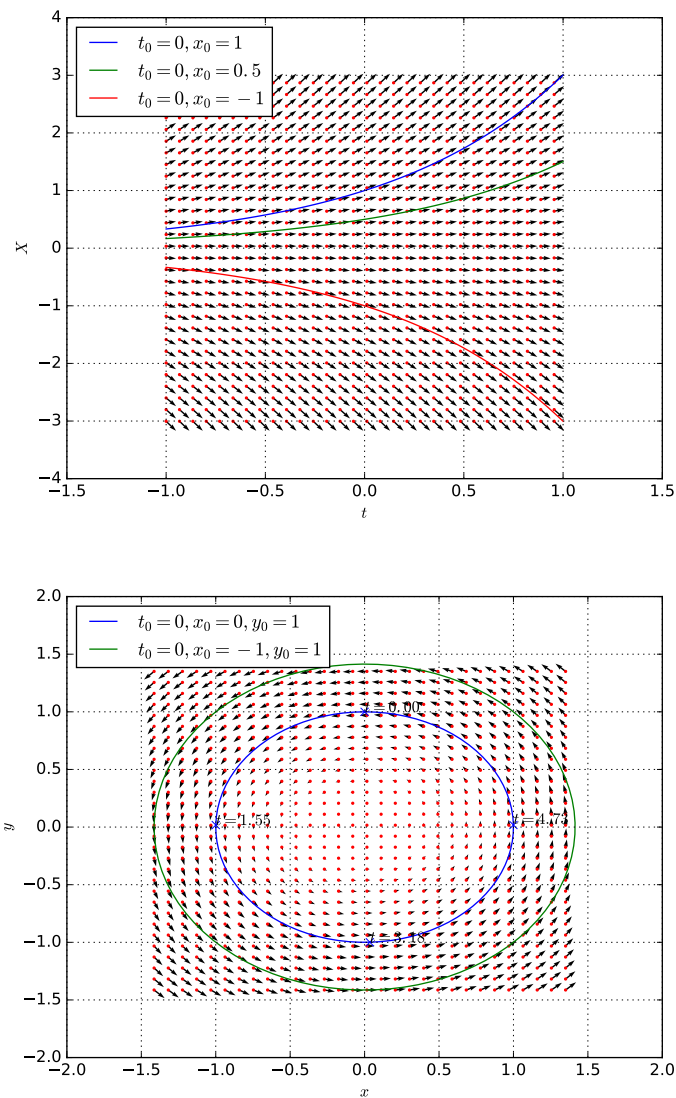 4
3
2
1
0
−1
−2
−3
−4
X
t₀ = 0, x₀ = 1
t₀ = 0, x₀ = 0.5
t₀ = 0, x₀ = −1
−1.5 −1.0 −0.5 0.0 0.5 1.0 1.5
t
2.0
1.5
1.0
0.5
0.0
−0.5
−1.0
−1.5
−2.0
y
t₀ = 0, x₀ = 0, y₀ = 1
t₀ = 0, x₀ = −1, y₀ = 1
t=0.00
t=1.55
t=4.73
t=3.18
−2.0 −1.5 −1.0 −0.5 0.0 0.5 1.0 1.5 2.0
x